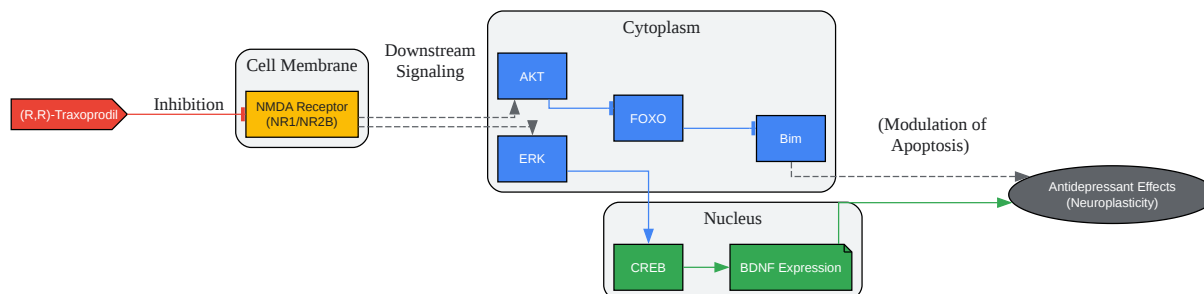 (R,R)-Traxoprodil
Inhibition
Cell Membrane
NMDA Receptor
(NR1/NR2B)
Downstream
Signaling
Cytoplasm
AKT
FOXO
Bim
ERK
(Modulation of
Apoptosis)
Antidepressant Effects
(Neuroplasticity)
Nucleus
CREB
BDNF Expression